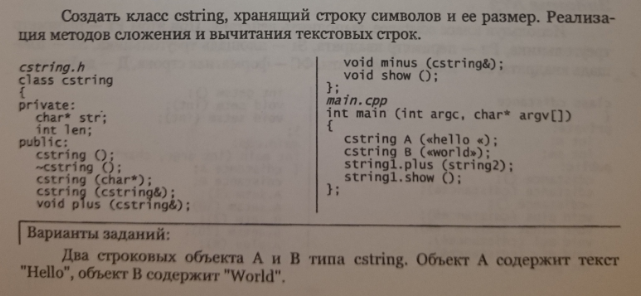 Создать класс cstring, хранящий строку символов и ее размер. Реализа-
ция методов сложения и вычитания текстовых строк.
cstring.h
class cstring
{
private:
char* str;
int len;
public:
cstring ();
~cstring ();
cstring (char*);
cstring (cstring&);
void plus (cstring&);
void minus (cstring&);
void show ();
};
main.cpp
int main (int argc, char* argv[])
{
cstring A («hello «);
cstring B («world»);
string1.plus (string2);
string1.show ();
};
Варианты заданий:
Два строковых объекта A и B типа cstring. Объект A содержит текст
"Hello", объект B содержит "World".